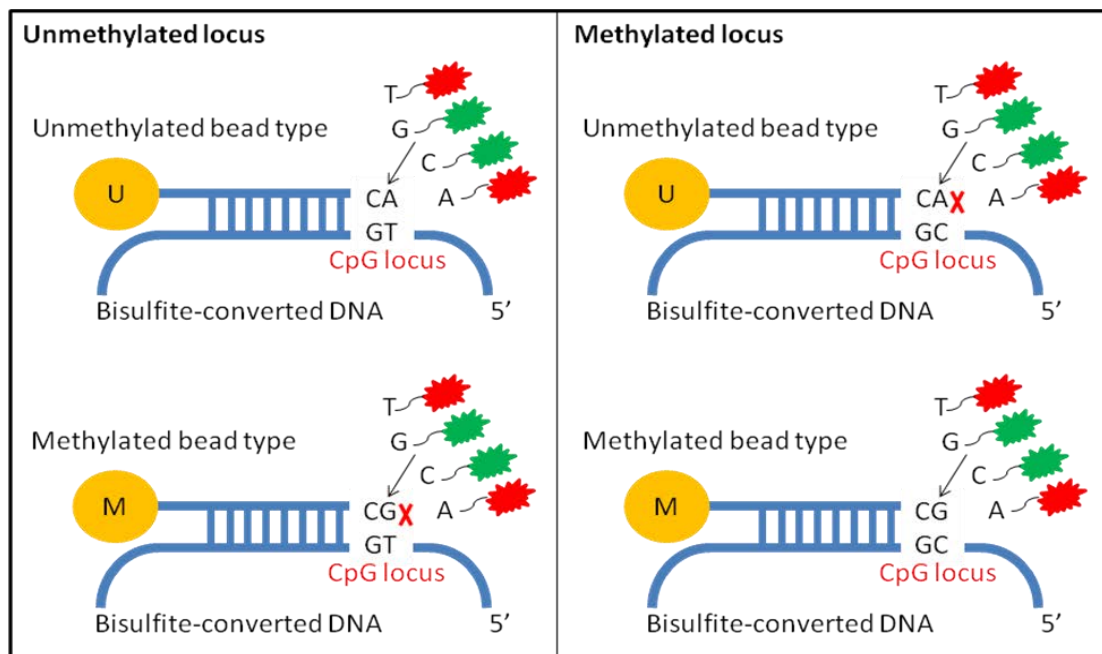 Unmethylated locus
T
G
Unmethylated bead type
C
U
CA
A
GT
CpG locus
Bisulfite-converted DNA
5’
T
G
Methylated bead type
C
M
CG
X
A
GT
CpG locus
Bisulfite-converted DNA
5’
Methylated locus
T
G
Unmethylated bead type
C
U
CA
X
A
GC
CpG locus
Bisulfite-converted DNA
5’
T
G
Methylated bead type
C
M
CG
A
GC
CpG locus
Bisulfite-converted DNA
5’